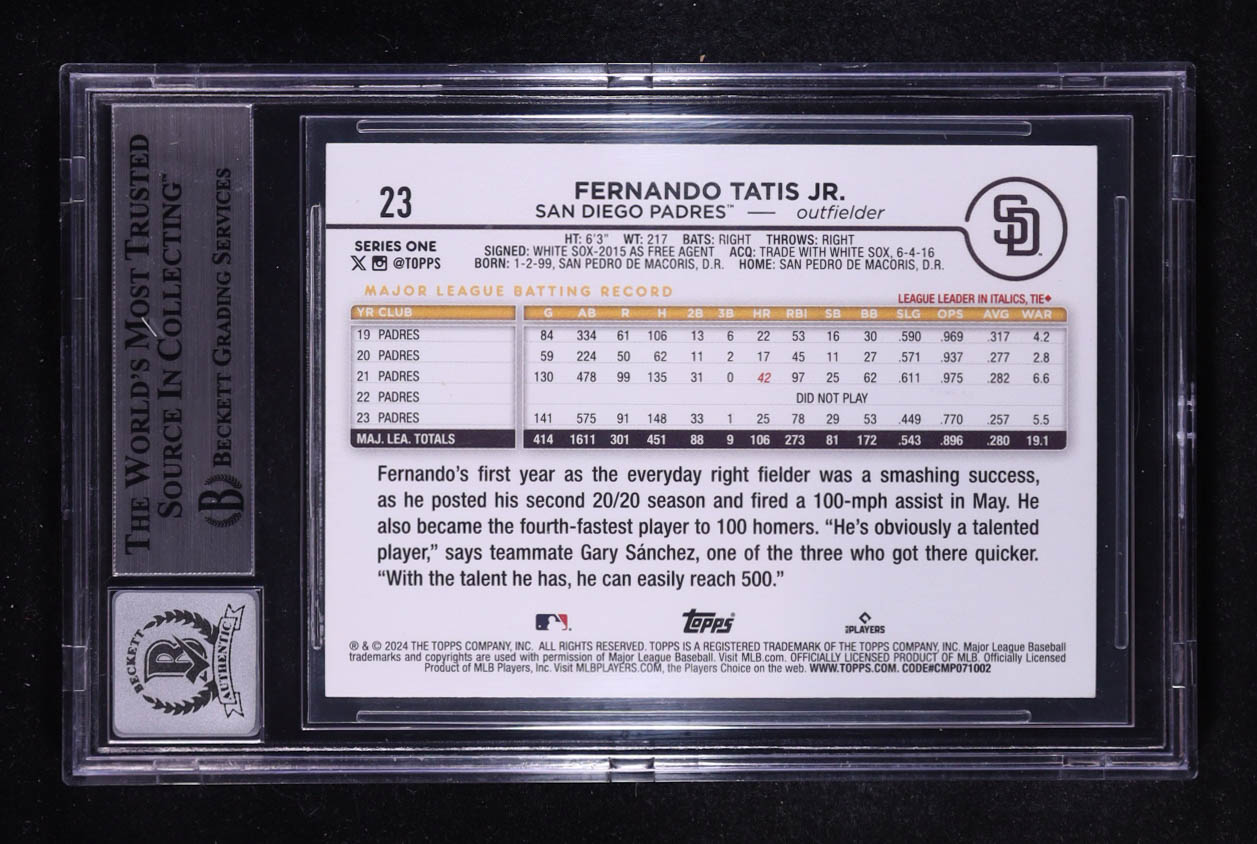 THE WORLD'S MOST TRUSTED
SOURCE IN COLLECTING™
B BECKETT GRADING SERVICES
BECKETT
B
AUTHENTIC
23
FERNANDO TATIS JR.
SAN DIEGO PADRES™ — outfielder
SD
SERIES ONE
X @TOPPS
HT: 6'3" WT: 217 BATS: RIGHT THROWS: RIGHT
SIGNED: WHITE SOX-2015 AS FREE AGENT ACQ: TRADE WITH WHITE SOX, 6-4-16
BORN: 1-2-99, SAN PEDRO DE MACORIS, D.R. HOME: SAN PEDRO DE MACORIS, D.R.
MAJOR LEAGUE BATTING RECORD
LEAGUE LEADER IN ITALICS, TIE◆
YR CLUB G AB R H 2B 3B HR RBI SB BB SLG OPS AVG WAR
19 PADRES 84 334 61 106 13 6 22 53 16 30 .590 .969 .317 4.2
20 PADRES 59 224 50 62 11 2 17 45 11 27 .571 .937 .277 2.8
21 PADRES 130 478 99 135 31 0 42 97 25 62 .611 .975 .282 6.6
22 PADRES DID NOT PLAY
23 PADRES 141 575 91 148 33 1 25 78 29 53 .449 .770 .257 5.5
MAJ. LEA. TOTALS 414 1611 301 451 88 9 106 273 81 172 .543 .896 .280 19.1
Fernando's first year as the everyday right fielder was a smashing success,
as he posted his second 20/20 season and fired a 100-mph assist in May. He
also became the fourth-fastest player to 100 homers. “He's obviously a talented
player,” says teammate Gary Sánchez, one of the three who got there quicker.
“With the talent he has, he can easily reach 500.”
Topps®
PLAYERS
® & © 2024 THE TOPPS COMPANY, INC. ALL RIGHTS RESERVED. TOPPS IS A REGISTERED TRADEMARK OF THE TOPPS COMPANY, INC. Major League Baseball
trademarks and copyrights are used with permission of Major League Baseball. Visit MLB.com. OFFICIALLY LICENSED PRODUCT OF MLB. Officially Licensed
Product of MLB Players, Inc. Visit MLBPLAYERS.COM, the Players Choice on the web. WWW.TOPPS.COM. CODE#CMP071002